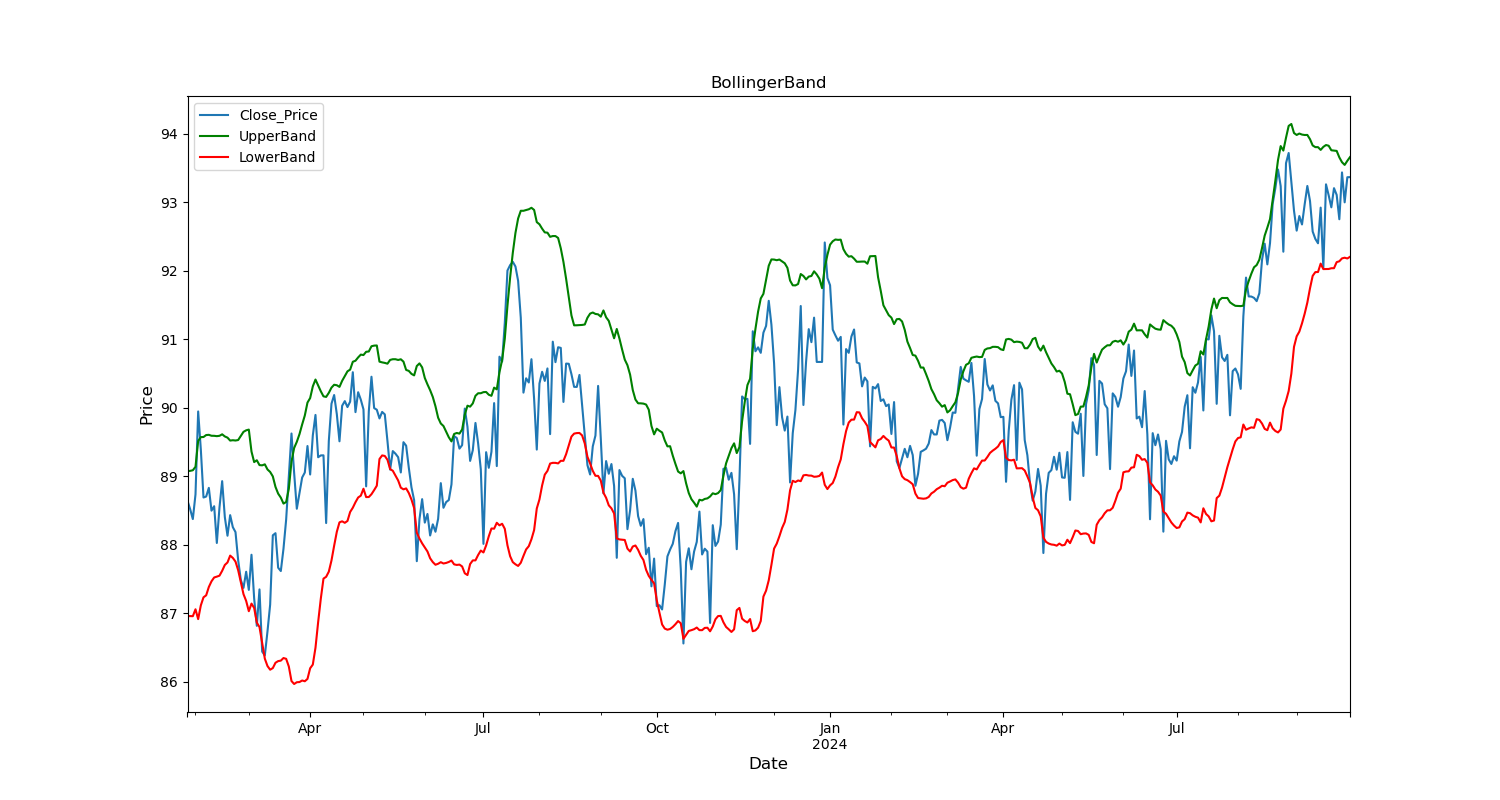 BollingerBand
Close_Price
UpperBand
LowerBand
94
93
92
91
90
89
88
87
86
Price
Apr
Jul
Oct
Jan
2024
Apr
Jul
Date